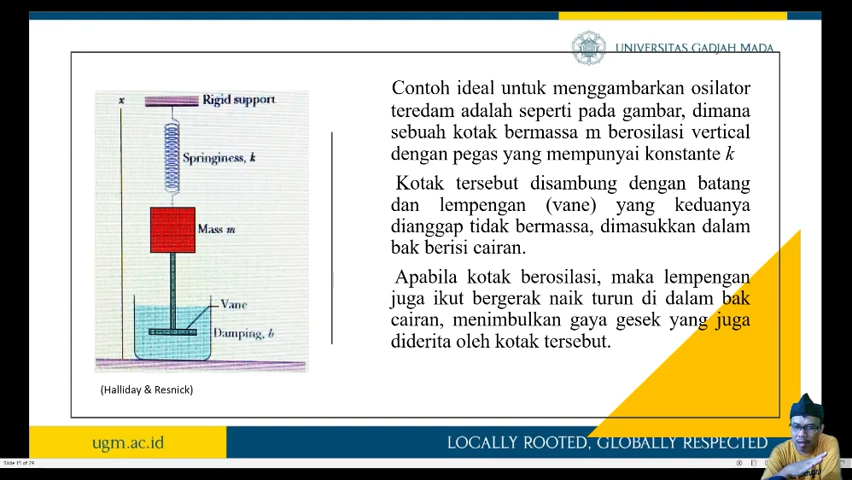 UNIVERSITAS GADJAH MADA
x
Rigid support
Springiness, k
Mass m
Vane
Damping, b
(Halliday & Resnick)
Contoh ideal untuk menggambarkan osilator
teredam adalah seperti pada gambar, dimana
sebuah kotak bermassa m berosilasi vertical
dengan pegas yang mempunyai konstante k
Kotak tersebut disambung dengan batang
dan lempengan (vane) yang keduanya
dianggap tidak bermassa, dimasukkan dalam
bak berisi cairan.
Apabila kotak berosilasi, maka lempengan
juga ikut bergerak naik turun di dalam bak
cairan, menimbulkan gaya gesek yang juga
diderita oleh kotak tersebut.
ugm.ac.id
LOCALLY ROOTED, GLOBALLY RESPECTED
Slide 15 of 29